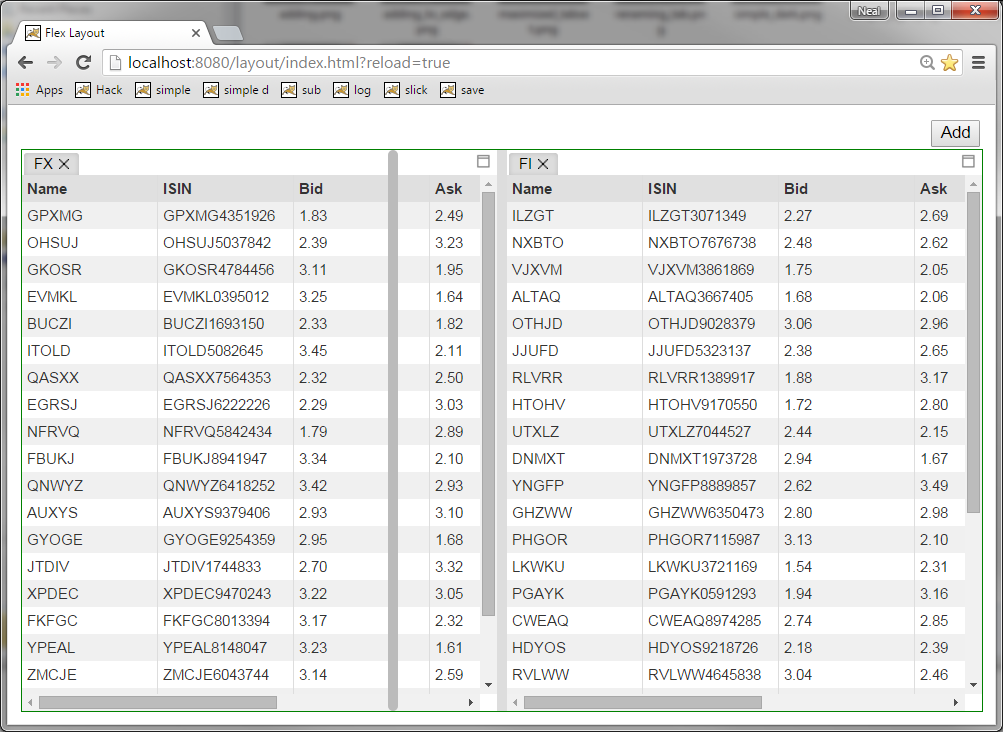 Neal
Flex Layout
localhost:8080/layout/index.html?reload=true
Apps Hack simple simple d sub log slick save
Add
FX FI
Name ISIN Bid Ask Name ISIN Bid Ask
GPXMG GPXMG4351926 1.83 2.49 ILZGT ILZGT3071349 2.27 2.69
OHSUJ OHSUJ5037842 2.39 3.23 NXBTO NXBTO7676738 2.48 2.62
GKOSR GKOSR4784456 3.11 1.95 VJXVM VJXVM3861869 1.75 2.05
EVMKL EVMKL0395012 3.25 1.64 ALTAQ ALTAQ3667405 1.68 2.06
BUCZI BUCZI1693150 2.33 1.82 OTHJD OTHJD9028379 3.06 2.96
ITOLD ITOLD5082645 3.45 2.11 JJUFD JJUFD5323137 2.38 2.65
QASXX QASXX7564353 2.32 2.50 RLVRR RLVRR1389917 1.88 3.17
EGRSJ EGRSJ6222226 2.29 3.03 HTOHV HTOHV9170550 1.72 2.80
NFRVQ NFRVQ5842434 1.79 2.89 UTXLZ UTXLZ7044527 2.44 2.15
FBUKJ FBUKJ8941947 3.34 2.10 DNMXT DNMXT1973728 2.94 1.67
QNWYZ QNWYZ6418252 3.42 2.93 YNGFP YNGFP8889857 2.62 3.49
AUXYS AUXYS9379406 2.93 3.10 GHZWW GHZWW6350473 2.80 2.98
GYOGE GYOGE9254359 2.95 1.68 PHGOR PHGOR7115987 3.13 2.10
JTDIV JTDIV1744833 2.70 3.32 LKWKU LKWKU3721169 1.54 2.31
XPDEC XPDEC9470243 3.22 3.05 PGAYK PGAYK0591293 1.94 3.16
FKFGC FKFGC8013394 3.17 2.32 CWEAQ CWEAQ8974285 2.74 2.85
YPEAL YPEAL8148047 3.23 1.61 HDYOS HDYOS9218726 2.18 2.39
ZMCJE ZMCJE6043744 3.14 2.59 RVLWW RVLWW4645838 3.04 2.46